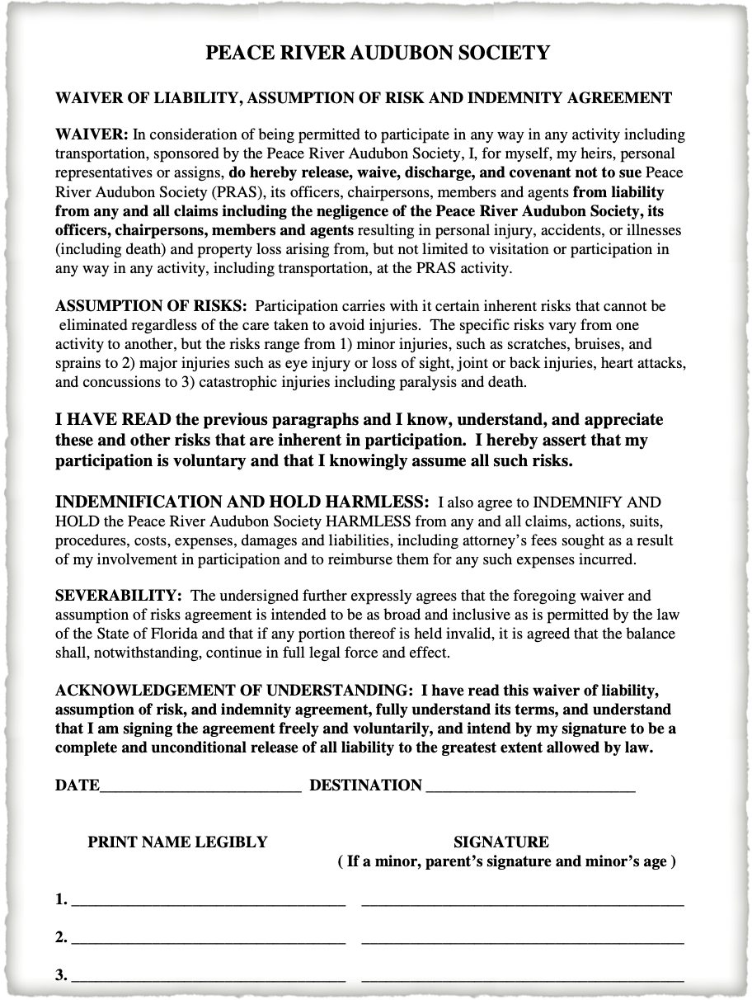 PEACE RIVER AUDUBON SOCIETY
WAIVER OF LIABILITY, ASSUMPTION OF RISK AND INDEMNITY AGREEMENT
WAIVER: In consideration of being permitted to participate in any way in any activity including
transportation, sponsored by the Peace River Audubon Society, I, for myself, my heirs, personal
representatives or assigns, do hereby release, waive, discharge, and covenant not to sue Peace
River Audubon Society (PRAS), its officers, chairpersons, members and agents from liability
from any and all claims including the negligence of the Peace River Audubon Society, its
officers, chairpersons, members and agents resulting in personal injury, accidents, or illnesses
(including death) and property loss arising from, but not limited to visitation or participation in
any way in any activity, including transportation, at the PRAS activity.
ASSUMPTION OF RISKS: Participation carries with it certain inherent risks that cannot be
eliminated regardless of the care taken to avoid injuries. The specific risks vary from one
activity to another, but the risks range from 1) minor injuries, such as scratches, bruises, and
sprains to 2) major injuries such as eye injury or loss of sight, joint or back injuries, heart attacks,
and concussions to 3) catastrophic injuries including paralysis and death.
I HAVE READ the previous paragraphs and I know, understand, and appreciate
these and other risks that are inherent in participation. I hereby assert that my
participation is voluntary and that I knowingly assume all such risks.
INDEMNIFICATION AND HOLD HARMLESS: I also agree to INDEMNIFY AND
HOLD the Peace River Audubon Society HARMLESS from any and all claims, actions, suits,
procedures, costs, expenses, damages and liabilities, including attorney’s fees sought as a result
of my involvement in participation and to reimburse them for any such expenses incurred.
SEVERABILITY: The undersigned further expressly agrees that the foregoing waiver and
assumption of risks agreement is intended to be as broad and inclusive as is permitted by the law
of the State of Florida and that if any portion thereof is held invalid, it is agreed that the balance
shall, notwithstanding, continue in full legal force and effect.
ACKNOWLEDGEMENT OF UNDERSTANDING: I have read this waiver of liability,
assumption of risk, and indemnity agreement, fully understand its terms, and understand
that I am signing the agreement freely and voluntarily, and intend by my signature to be a
complete and unconditional release of all liability to the greatest extent allowed by law.
DATE_________________________ DESTINATION __________________________
PRINT NAME LEGIBLY SIGNATURE
( If a minor, parent’s signature and minor’s age )
1. __________________________________ ________________________________________
2. __________________________________ ________________________________________
3. __________________________________ ________________________________________